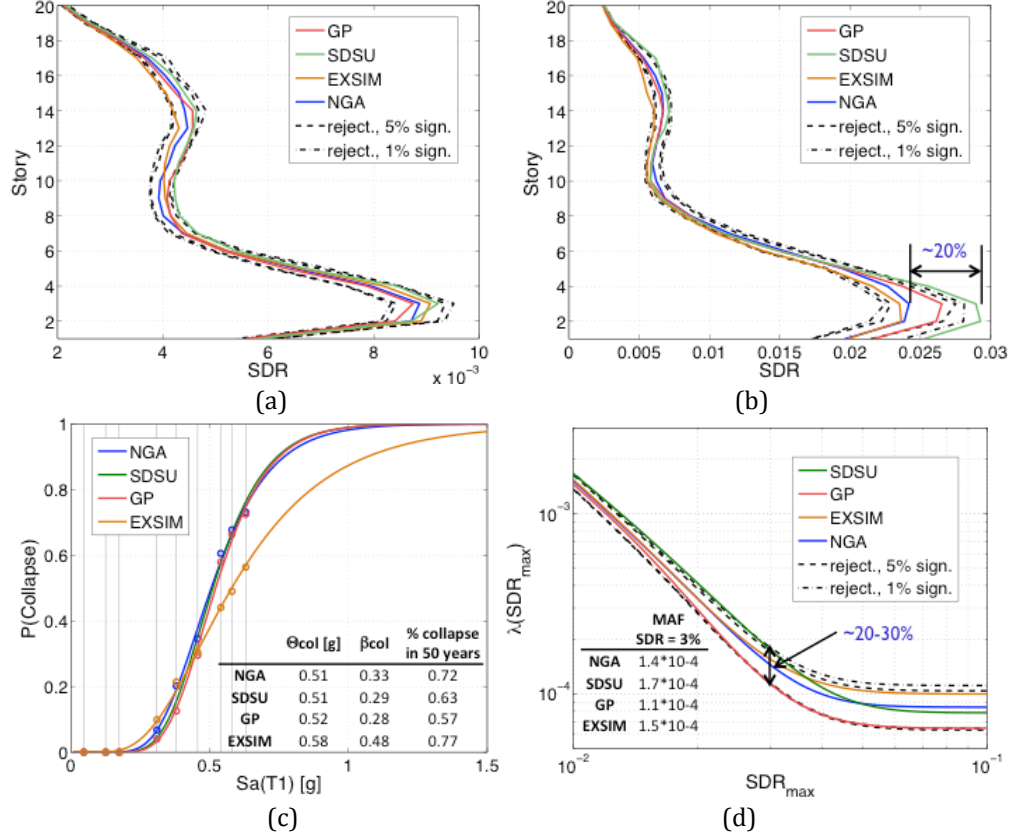 20
18
16
14
12
10
8
6
4
2
Story
GP
SDSU
EXSIM
NGA
reject., 5% sign.
reject., 1% sign.
2
4
6
8
10
SDR
x 10⁻³
(a)
20
18
16
14
12
10
8
6
4
2
Story
GP
SDSU
EXSIM
NGA
reject., 5% sign.
reject., 1% sign.
~20%
0
0.005
0.01
0.015
0.02
0.025
0.03
SDR
(b)
1
0.8
0.6
0.4
0.2
0
P(Collapse)
NGA
SDSU
GP
EXSIM
Θcol [g] βcol % collapse
in 50 years
NGA 0.51 0.33 0.72
SDSU 0.51 0.29 0.63
GP 0.52 0.28 0.57
EXSIM 0.58 0.48 0.77
0
0.5
1
1.5
Sa(T1) [g]
(c)
10⁻³
10⁻⁴
λ(SDRmax)
SDSU
GP
EXSIM
NGA
reject., 5% sign.
reject., 1% sign.
~20-30%
MAF
SDR = 3%
NGA 1.4*10-4
SDSU 1.7*10-4
GP 1.1*10-4
EXSIM 1.5*10-4
10⁻²
10⁻¹
SDRmax
(d)